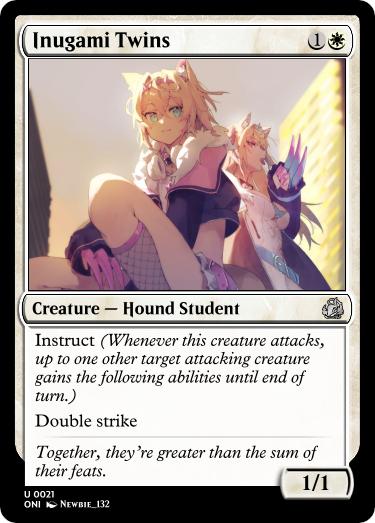 Inugami Twins 1
Creature — Hound Student
Instruct (Whenever this creature attacks,
up to one other target attacking creature
gains the following abilities until end of
turn.)
Double strike
Together, they're greater than the sum of
their feats.
1/1
U 0021
ONI Newbie_132